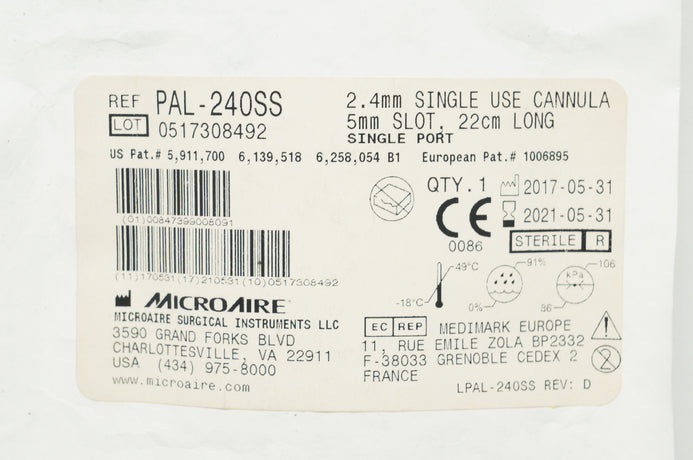 REF PAL-240SS
LOT 0517308492
2.4mm SINGLE USE CANNULA
5mm SLOT, 22cm LONG
SINGLE PORT
US Pat.# 5,911,700 6,139,518 6,258,054 B1 European Pat.# 1006895
(01)00847399008091
QTY. 1 2017-05-31
2021-05-31
CE
0086
STERILE R
(11)170531(17)210531(10)0517308492
-18°C 49°C
0% 91%
kPa
86 106
MICROAIRE
MICROAIRE SURGICAL INSTRUMENTS LLC
3590 GRAND FORKS BLVD
CHARLOTTESVILLE, VA 22911
USA (434) 975-8000
www.microaire.com
EC REP MEDIMARK EUROPE
11, RUE EMILE ZOLA BP2332
F-38033 GRENOBLE CEDEX 2
FRANCE
2
LPAL-240SS REV: D